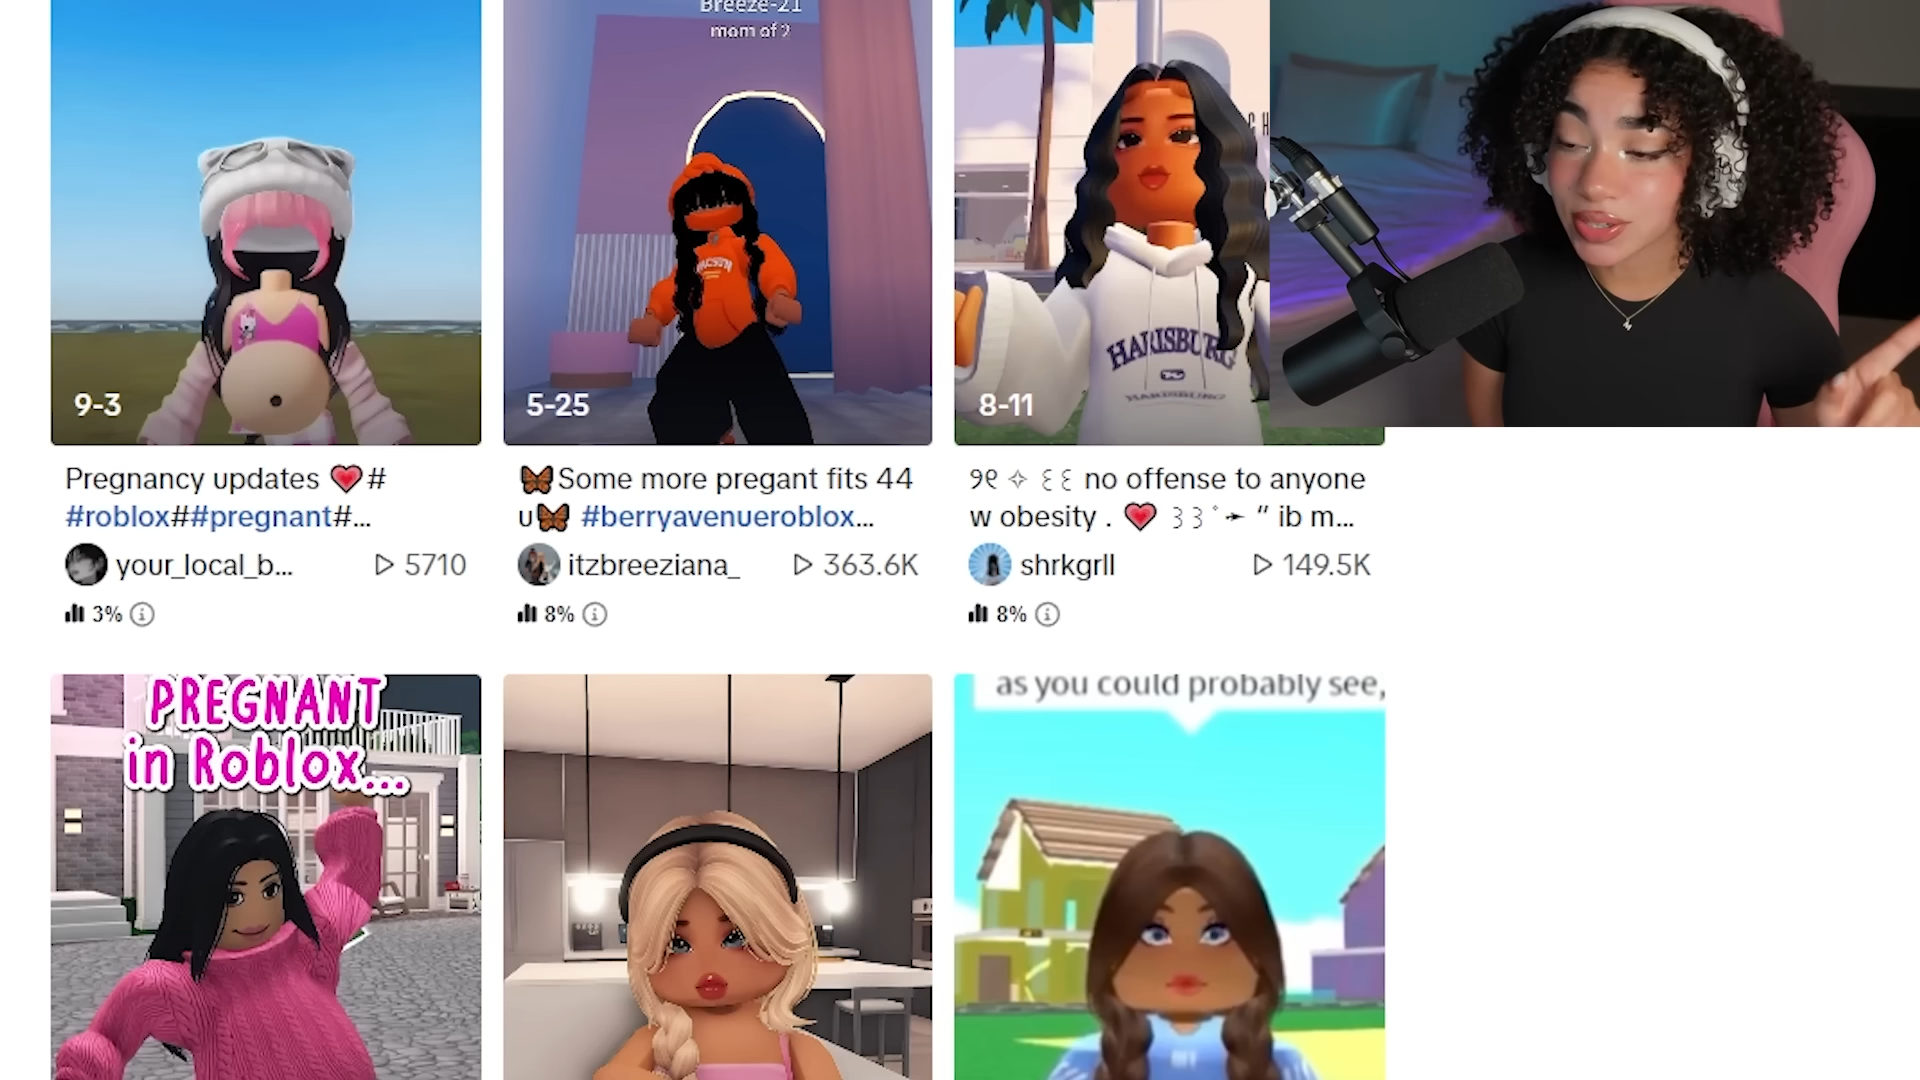 Breeze-21
mom of 2
9-3
5-25
8-11
HARISBURG
HARISBURG
Pregnancy updates ❤️#
#roblox##pregnant#...
your_local_b...
5710
3%
🦋Some more pregant fits 44
u🦋 #berryavenueroblox...
itzbreeziana_
363.6K
8%
୨୧ ✧ ꒰꒰ no offense to anyone
w obesity . ❤️ ꒱꒱ ˚➛ “ ib m...
shrkgrll
149.5K
8%
PREGNANT
in Roblox...
as you could probably see,